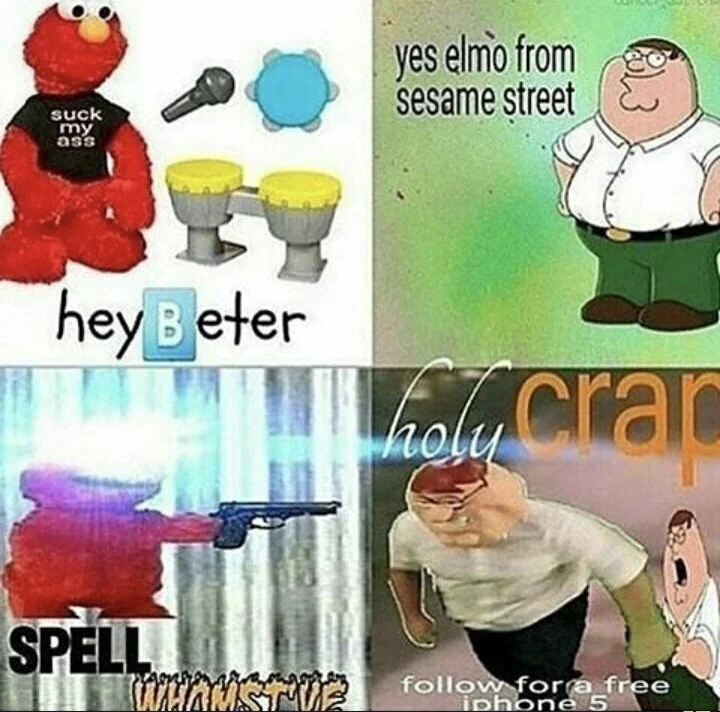 suck
my
ass
hey🅱eter
yes elmo from
sesame street
SPELL
WHOMST'VE
holy crap
follow for a free
iphone 5